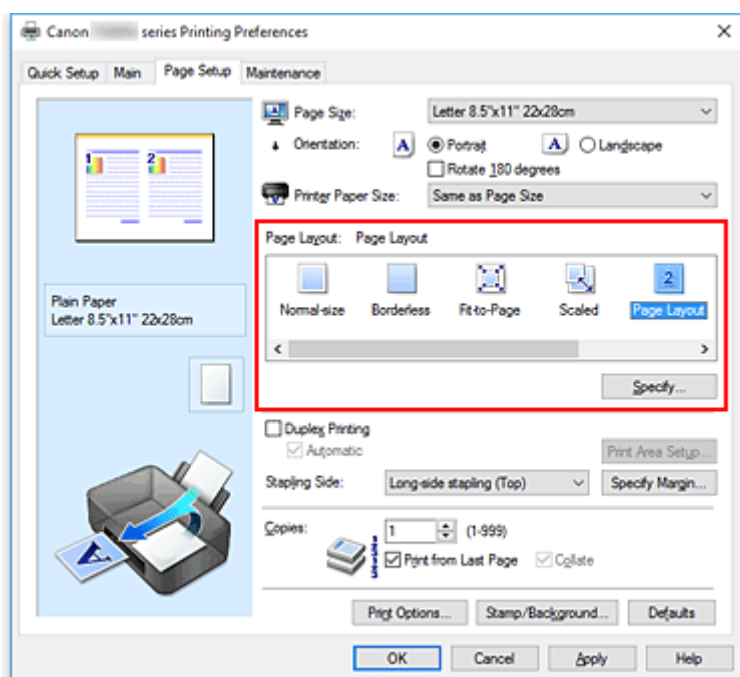 Canon series Printing Preferences
Quick Setup Main Page Setup Maintenance
1 2
Plain Paper
Letter 8.5"x11" 22x28cm
Page Size: Letter 8.5"x11" 22x28cm
Orientation: A Portrait A Landscape
Rotate 180 degrees
Printer Paper Size: Same as Page Size
Page Layout: Page Layout
2
Normal-size Borderless Fit-to-Page Scaled Page Layout
Specify...
Duplex Printing
Automatic Print Area Setup...
Stapling Side: Long-side stapling (Top) Specify Margin...
Copies: 1 (1-999)
Print from Last Page Collate
A
Print Options... Stamp/Background... Defaults
OK Cancel Apply Help